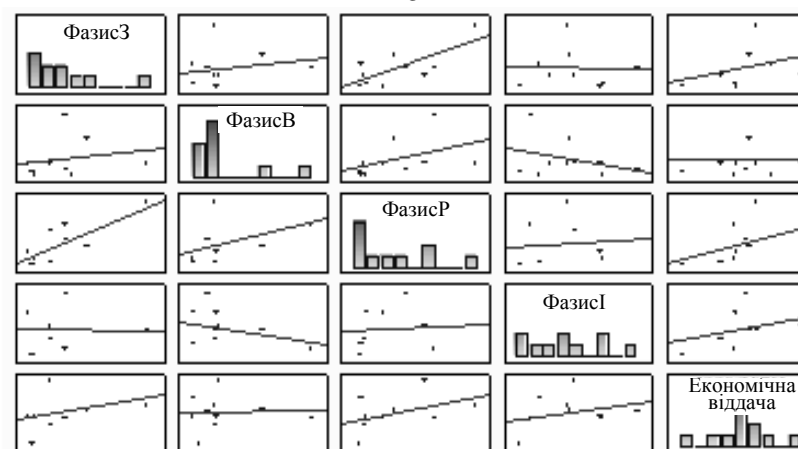 ФазисЗ
ФазисВ
ФазисР
ФазисІ
Економічна
віддача